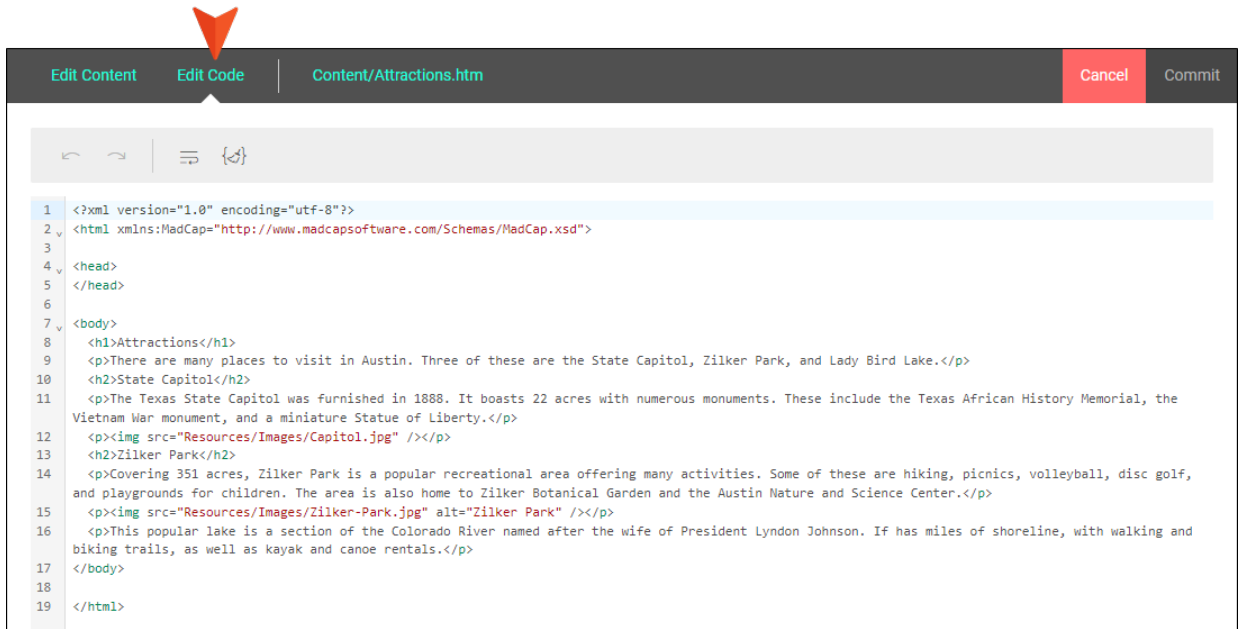 Edit Content Edit Code Content/Attractions.htm Cancel Commit
1 <?xml version="1.0" encoding="utf-8"?>
2 <html xmlns:MadCap="http://www.madcapsoftware.com/Schemas/MadCap.xsd">
3
4 <head>
5 </head>
6
7 <body>
8 <h1>Attractions</h1>
9 <p>There are many places to visit in Austin. Three of these are the State Capitol, Zilker Park, and Lady Bird Lake.</p>
10 <h2>State Capitol</h2>
11 <p>The Texas State Capitol was furnished in 1888. It boasts 22 acres with numerous monuments. These include the Texas African History Memorial, the
Vietnam War monument, and a miniature Statue of Liberty.</p>
12 <p><img src="Resources/Images/Capitol.jpg" /></p>
13 <h2>Zilker Park</h2>
14 <p>Covering 351 acres, Zilker Park is a popular recreational area offering many activities. Some of these are hiking, picnics, volleyball, disc golf,
and playgrounds for children. The area is also home to Zilker Botanical Garden and the Austin Nature and Science Center.</p>
15 <p><img src="Resources/Images/Zilker-Park.jpg" alt="Zilker Park" /></p>
16 <p>This popular lake is a section of the Colorado River named after the wife of President Lyndon Johnson. If has miles of shoreline, with walking and
biking trails, as well as kayak and canoe rentals.</p>
17 </body>
18
19 </html>